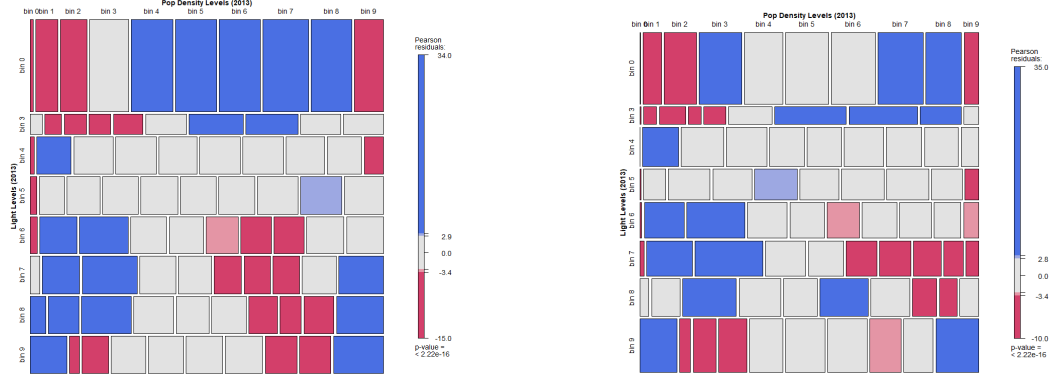 Pop Density Levels (2013)
bin 0 bin 1 bin 2 bin 3 bin 4 bin 5 bin 6 bin 7 bin 8 bin 9
Light Levels (2013)
bin 0
bin 3
bin 4
bin 5
bin 6
bin 7
bin 8
bin 9
Pearson
residuals:
34.0
2.9
0.0
-3.4
-15.0
p-value =
< 2.22e-16
Pop Density Levels (2013)
bin 0 bin 1 bin 2 bin 3 bin 4 bin 5 bin 6 bin 7 bin 8 bin 9
Light Levels (2013)
bin 0
bin 3
bin 4
bin 5
bin 6
bin 7
bin 8
bin 9
Pearson
residuals:
35.0
2.8
0.0
-3.4
-10.0
p-value =
< 2.22e-16